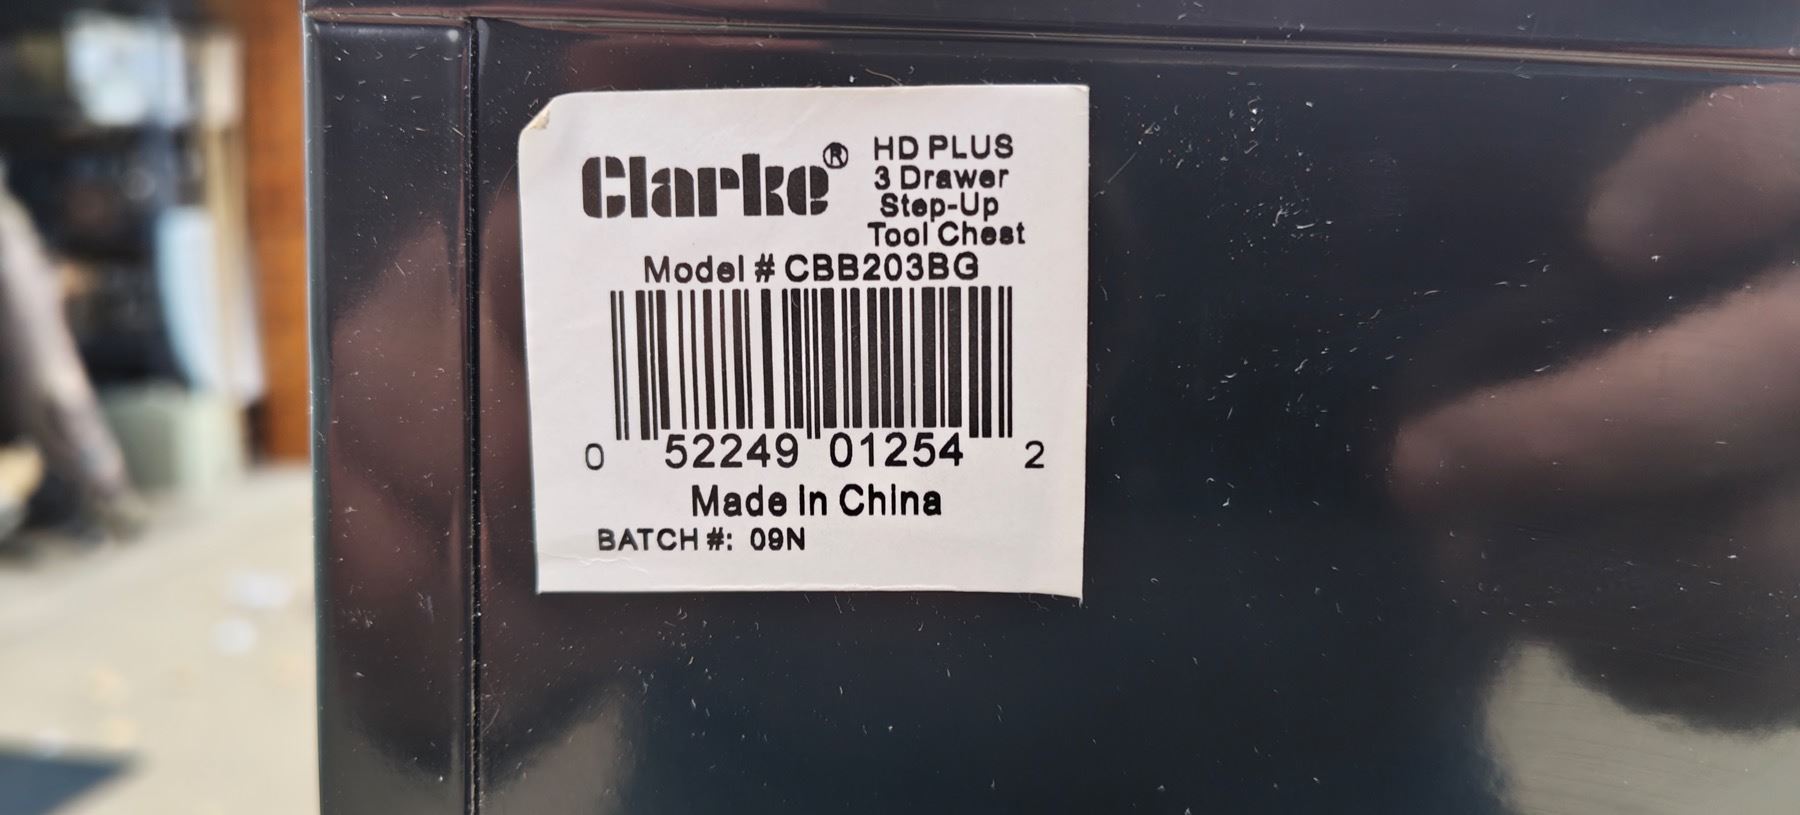 Clarke®
HD PLUS
3 Drawer
Step-Up
Tool Chest
Model # CBB203BG
0 52249 01254 2
Made In China
BATCH #: 09N